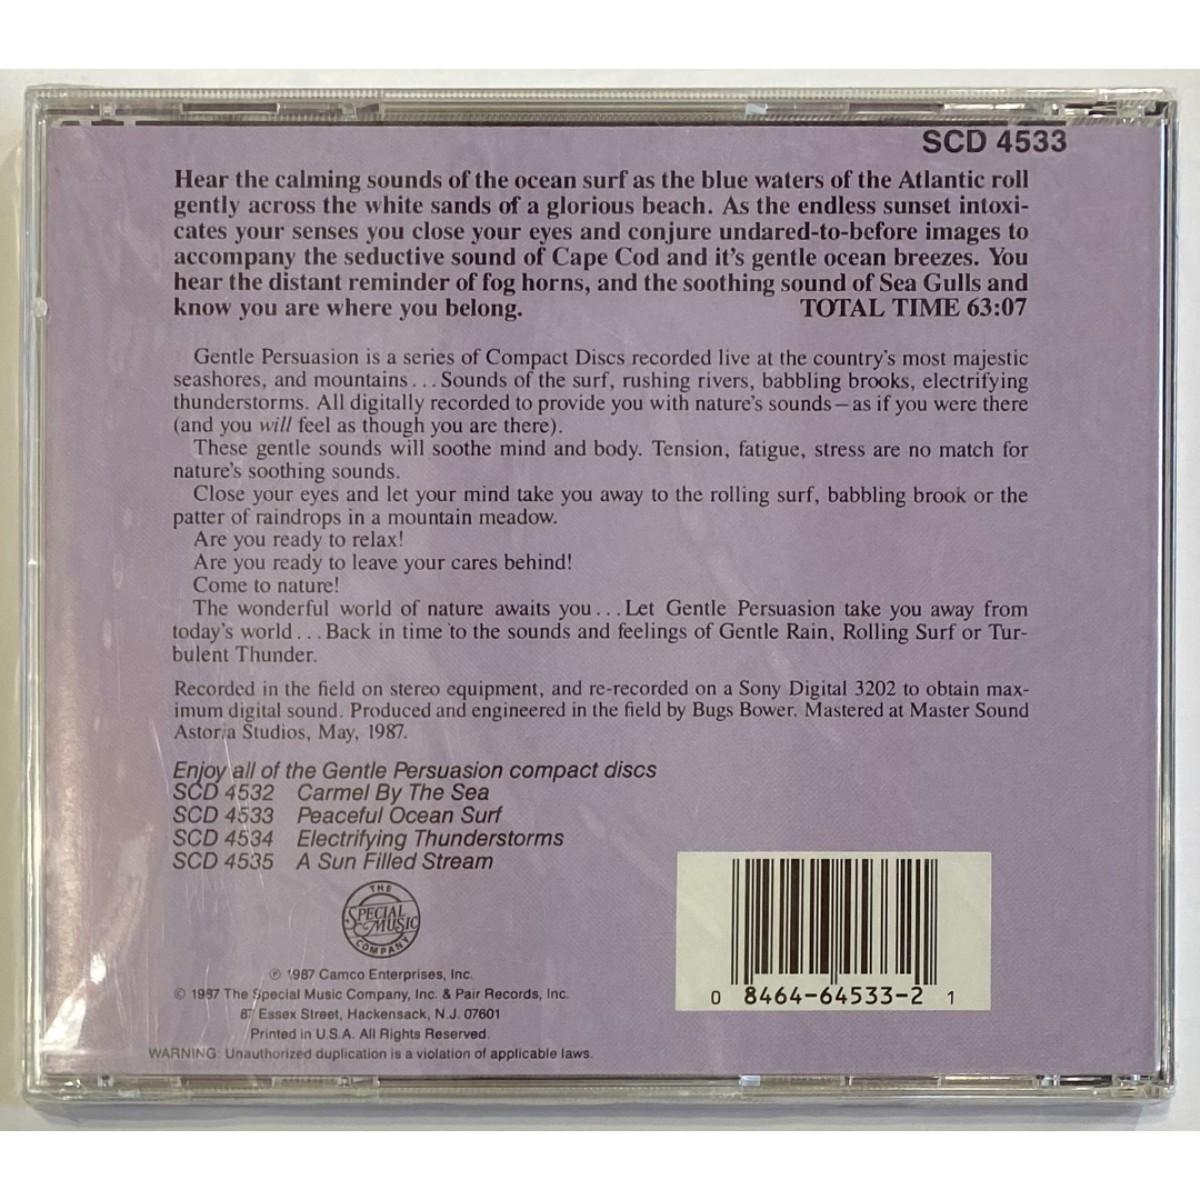 SCD 4533
Hear the calming sounds of the ocean surf as the blue waters of the Atlantic roll
gently across the white sands of a glorious beach. As the endless sunset intoxi-
cates your senses you close your eyes and conjure undared-to-before images to
accompany the seductive sound of Cape Cod and it's gentle ocean breezes. You
hear the distant reminder of fog horns, and the soothing sound of Sea Gulls and
know you are where you belong. TOTAL TIME 63:07
Gentle Persuasion is a series of Compact Discs recorded live at the country's most majestic
seashores, and mountains...Sounds of the surf, rushing rivers, babbling brooks, electrifying
thunderstorms. All digitally recorded to provide you with nature's sounds—as if you were there
(and you will feel as though you are there).
These gentle sounds will soothe mind and body. Tension, fatigue, stress are no match for
nature's soothing sounds.
Close your eyes and let your mind take you away to the rolling surf, babbling brook or the
patter of raindrops in a mountain meadow.
Are you ready to relax!
Are you ready to leave your cares behind!
Come to nature!
The wonderful world of nature awaits you...Let Gentle Persuasion take you away from
today's world...Back in time to the sounds and feelings of Gentle Rain, Rolling Surf or Tur-
bulent Thunder.
Recorded in the field on stereo equipment, and re-recorded on a Sony Digital 3202 to obtain max-
imum digital sound. Produced and engineered in the field by Bugs Bower. Mastered at Master Sound
Astoria Studios, May, 1987.
Enjoy all of the Gentle Persuasion compact discs
SCD 4532 Carmel By The Sea
SCD 4533 Peaceful Ocean Surf
SCD 4534 Electrifying Thunderstorms
SCD 4535 A Sun Filled Stream
THE
SPECIAL
MUSIC
COMPANY
℗ 1987 Camco Enterprises, Inc.
© 1987 The Special Music Company, Inc. & Pair Records, Inc.
87 Essex Street, Hackensack, N.J. 07601
Printed in U.S.A. All Rights Reserved.
WARNING: Unauthorized duplication is a violation of applicable laws.
0 8464-64533-2 1